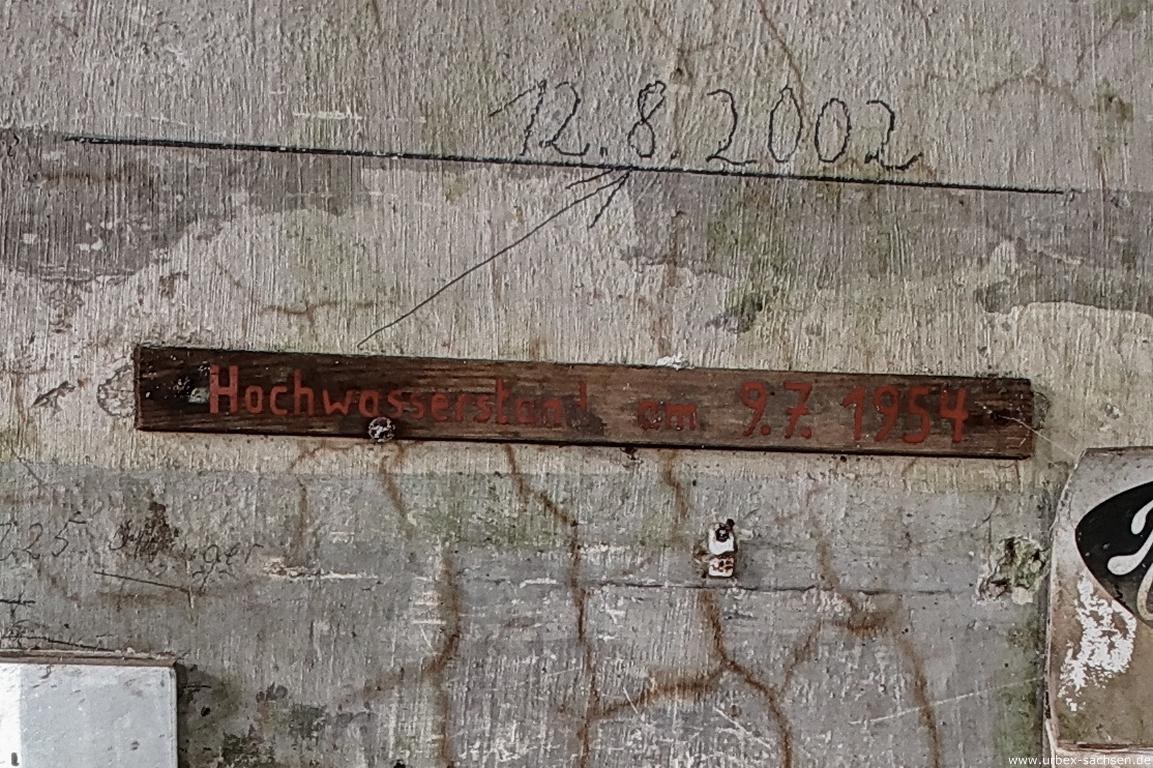 12.8.2002
Hochwasserstand am 9.7. 1954
www.urbex-sachsen.de